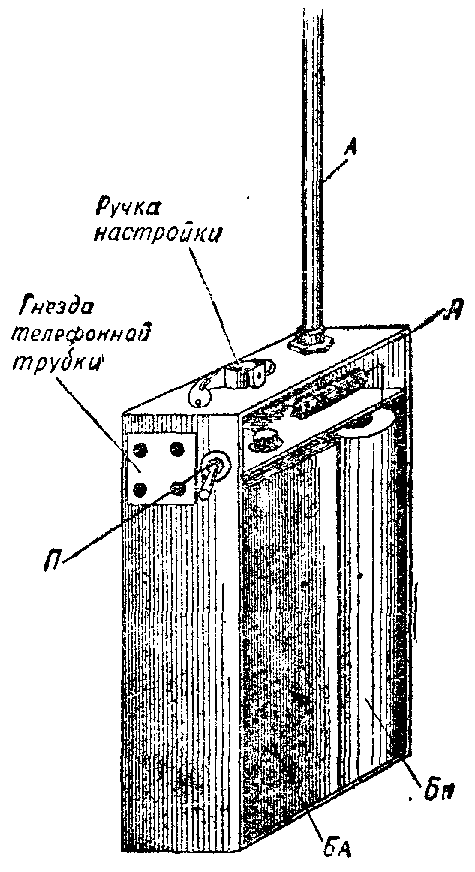 А
Ручка
настройки
Гнезда
телефонной
трубки
П
Бн
БА